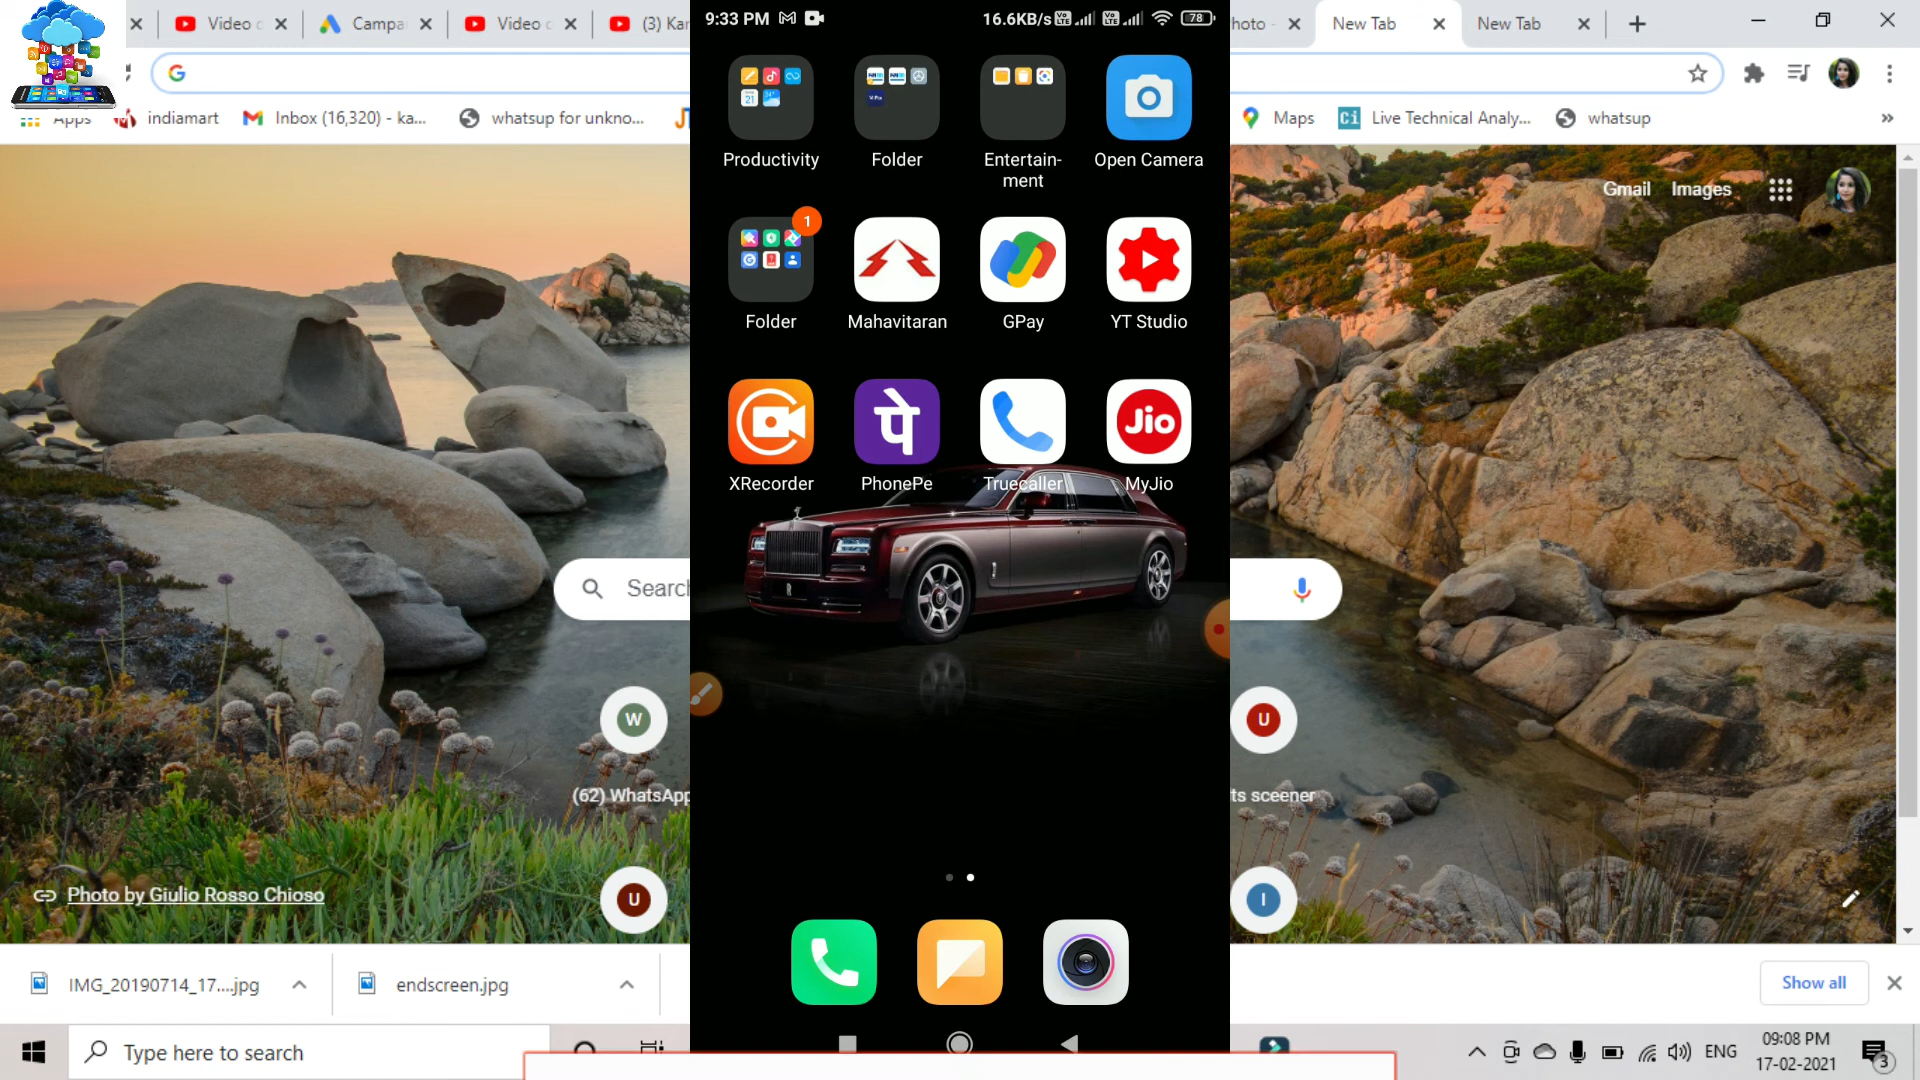 Video c
Campa
Video c
(3) Kar
9:33 PM
16.6KB/s
78
hoto -
New Tab
New Tab
Apps
indiamart
Inbox (16,320) - ka...
whatsup for unkno...
Maps
Live Technical Analy...
whatsup
»
Gmail
Images
Productivity
Folder
Entertain-
ment
Open Camera
1
Folder
Mahavitaran
GPay
YT Studio
पे
Jio
XRecorder
PhonePe
Truecaller
MyJio
Search
W
U
(62) WhatsApp
ts sceener
U
I
Photo by Giulio Rosso Chioso
IMG_20190714_17....jpg
endscreen.jpg
Show all
Type here to search
ENG
09:08 PM
17-02-2021
3